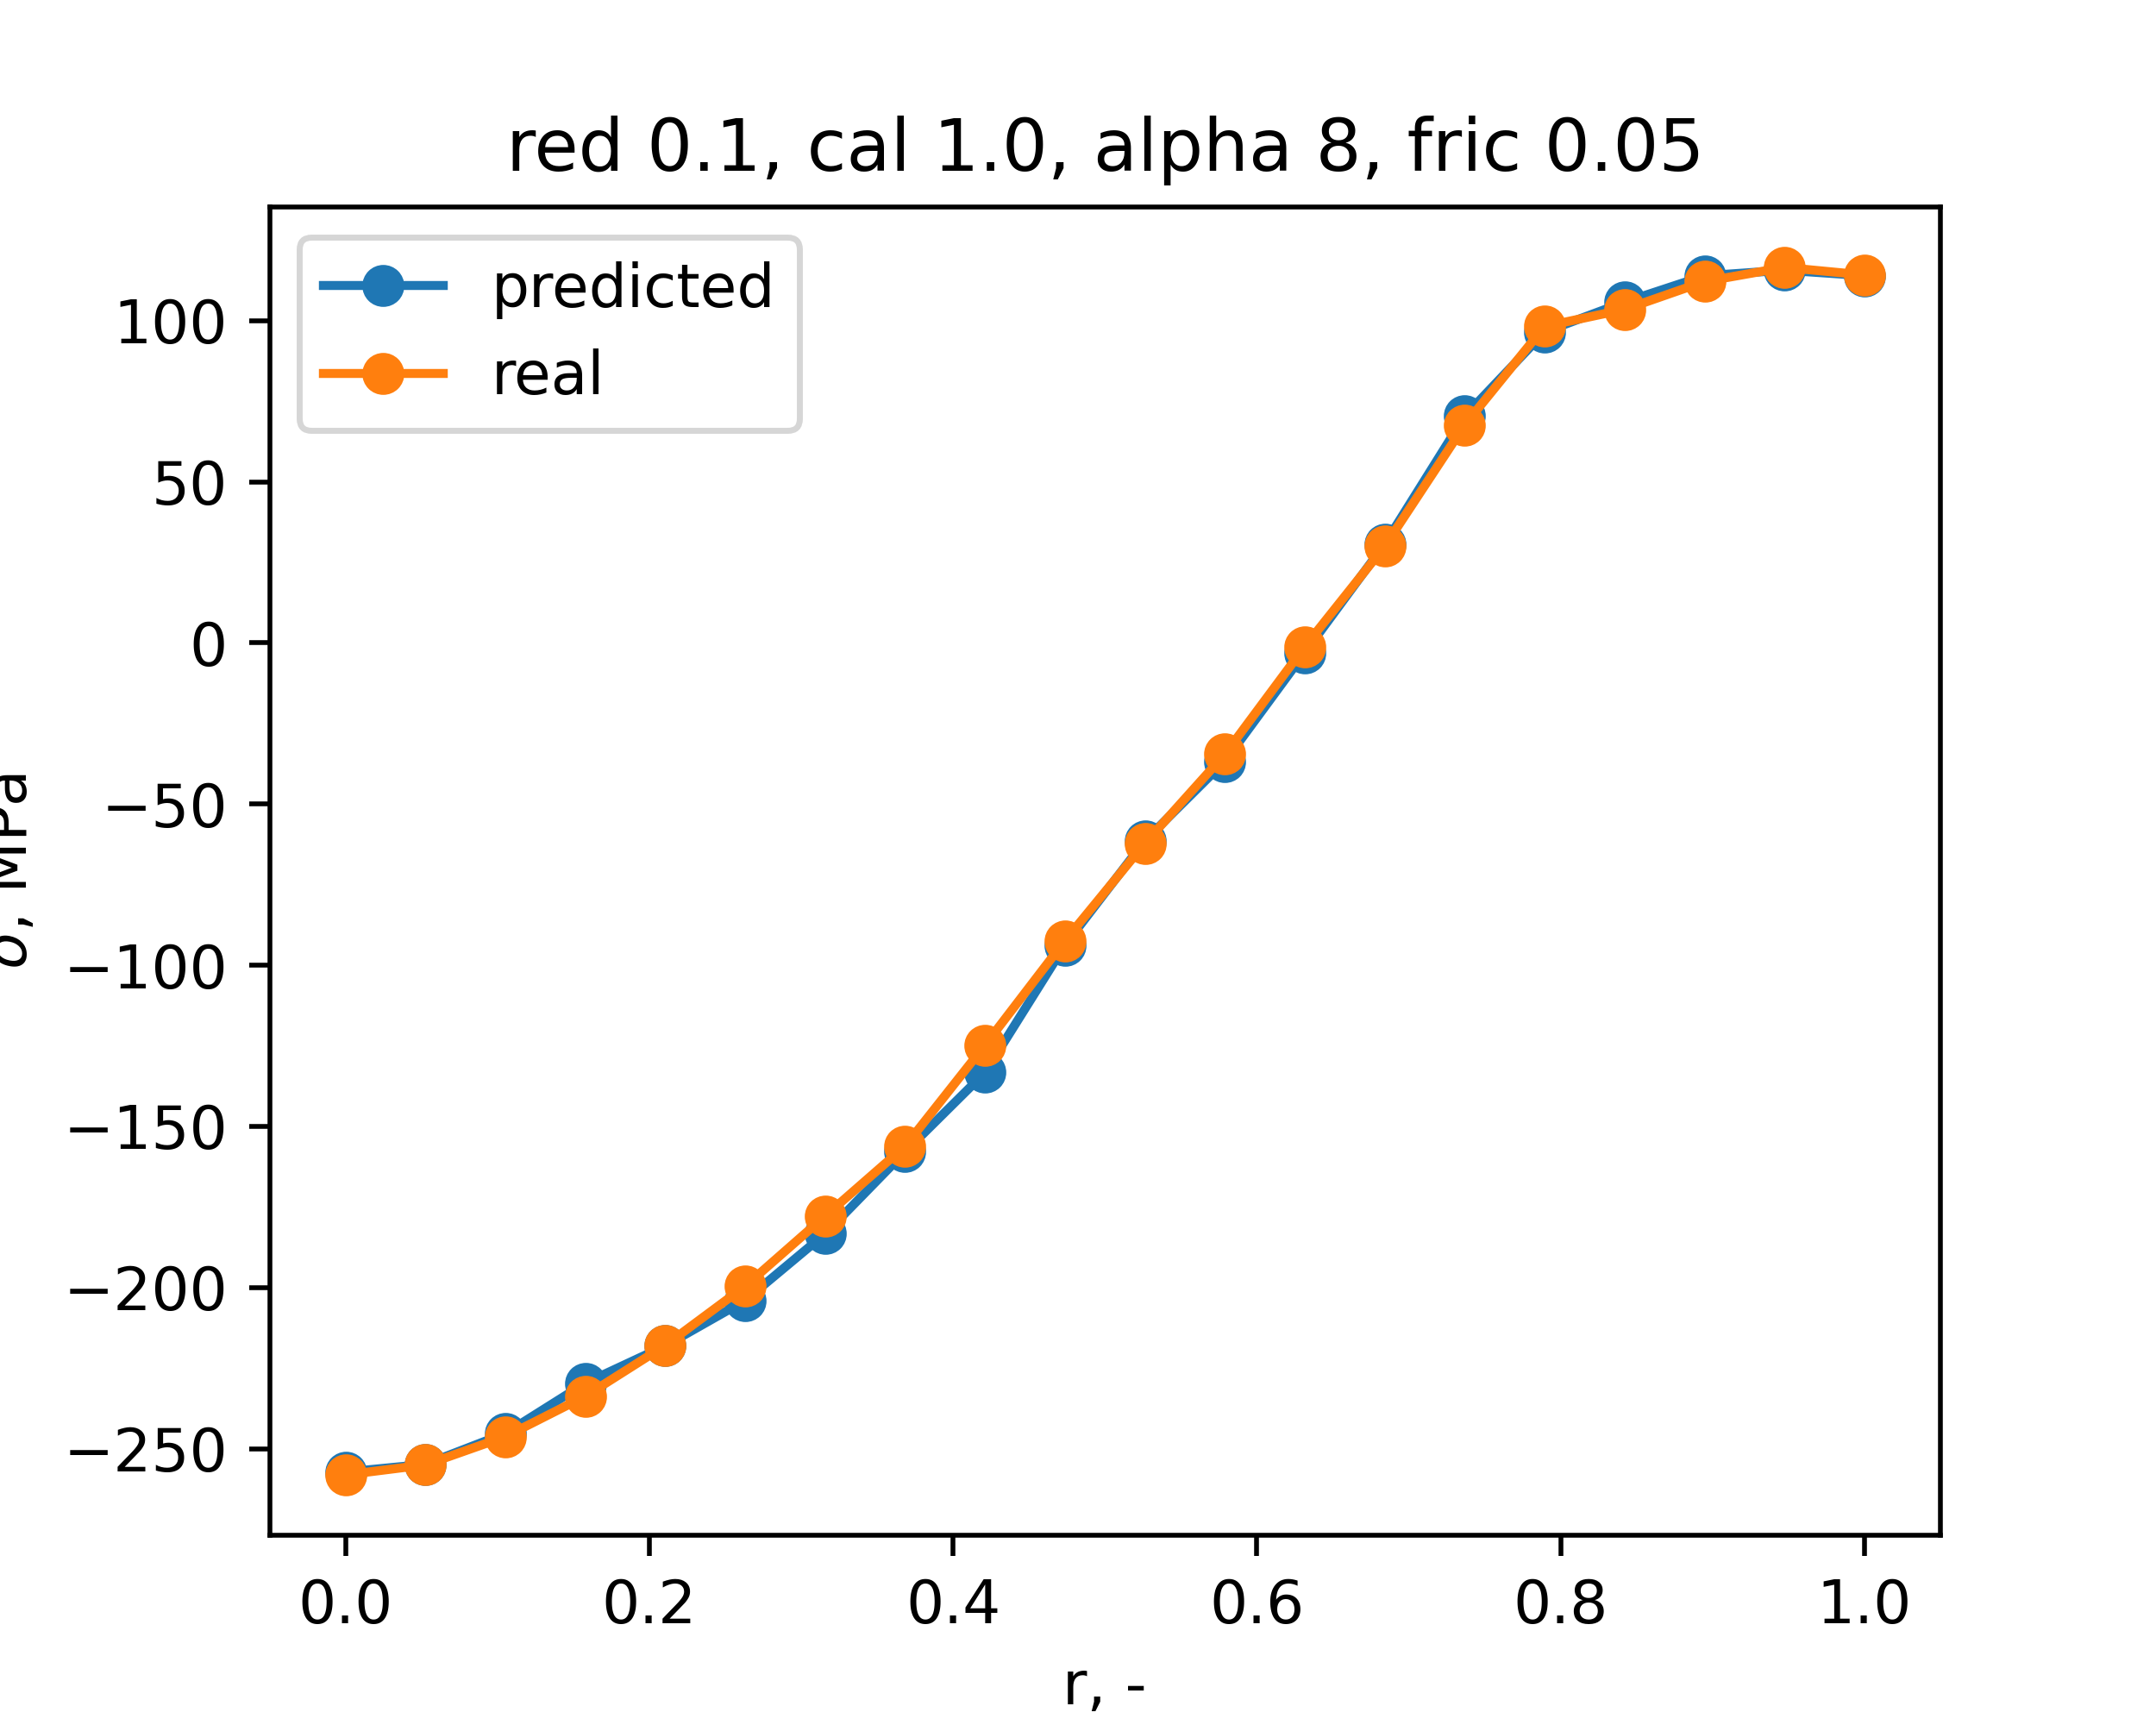 red 0.1, cal 1.0, alpha 8, fric 0.05
predicted
real
100
50
0
−50
−100
−150
−200
−250
σ, MPa
0.0 0.2 0.4 0.6 0.8 1.0
r, -